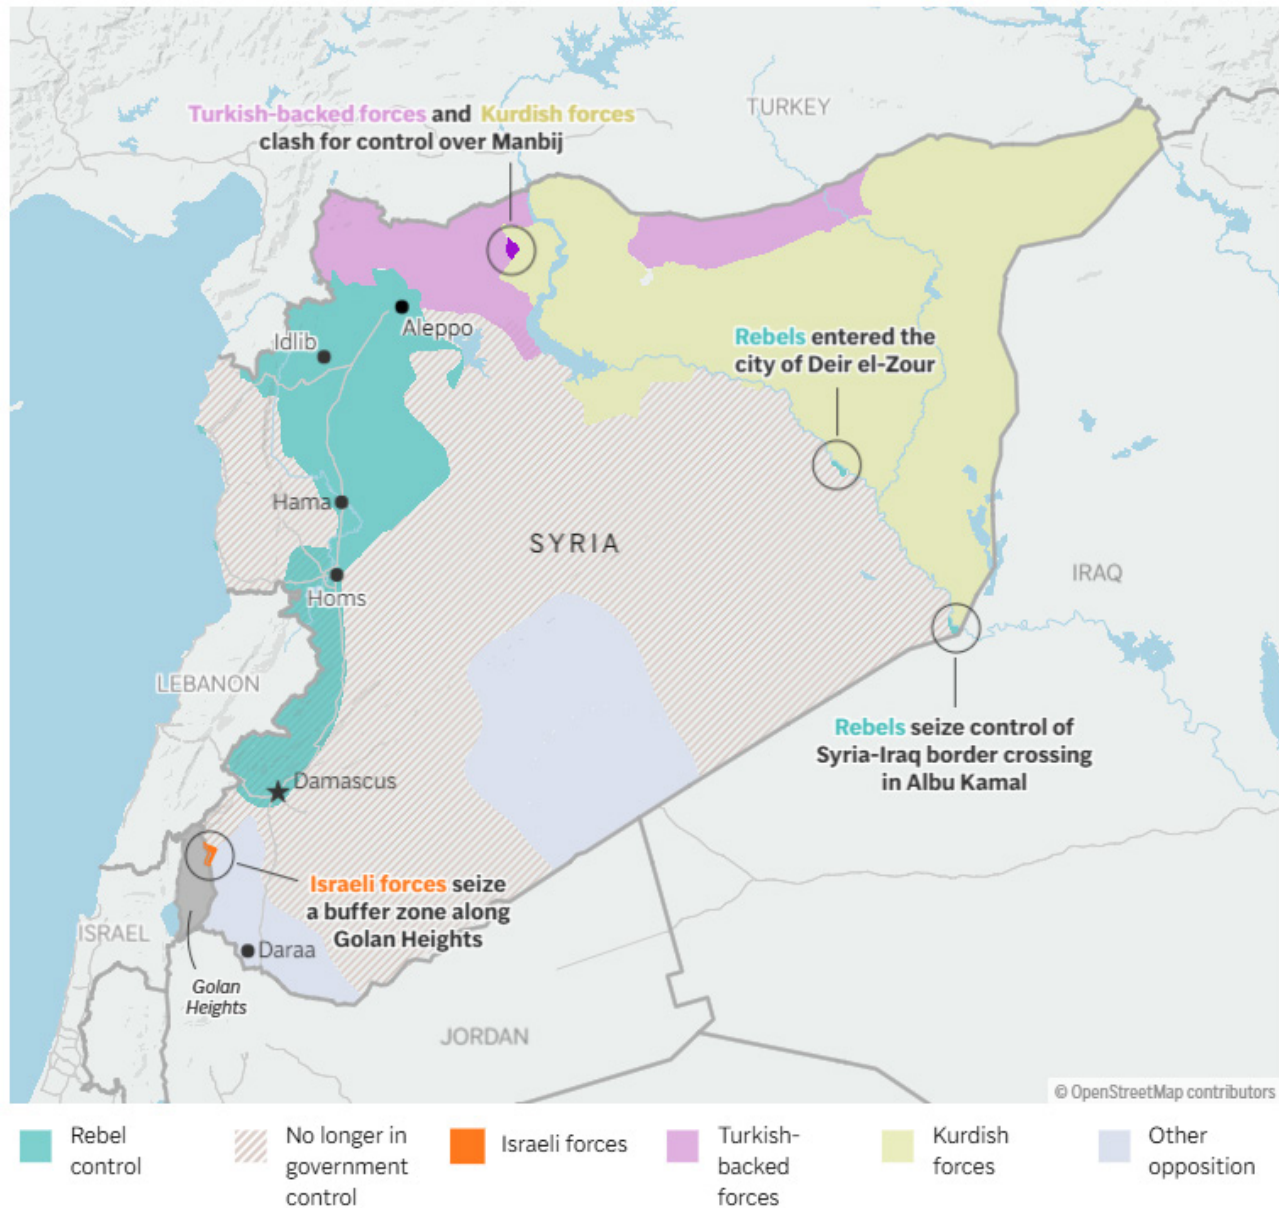 Turkish-backed forces and Kurdish forces
clash for control over Manbij
TURKEY
Aleppo
Idlib
Rebels entered the
city of Deir el-Zour
Hama
SYRIA
IRAQ
Homs
LEBANON
Rebels seize control of
Syria-Iraq border crossing
in Albu Kamal
Damascus
Israeli forces seize
a buffer zone along
Golan Heights
ISRAEL
Daraa
Golan
Heights
JORDAN
© OpenStreetMap contributors
Rebel
control
No longer in
government
control
Israeli forces
Turkish-
backed
forces
Kurdish
forces
Other
opposition